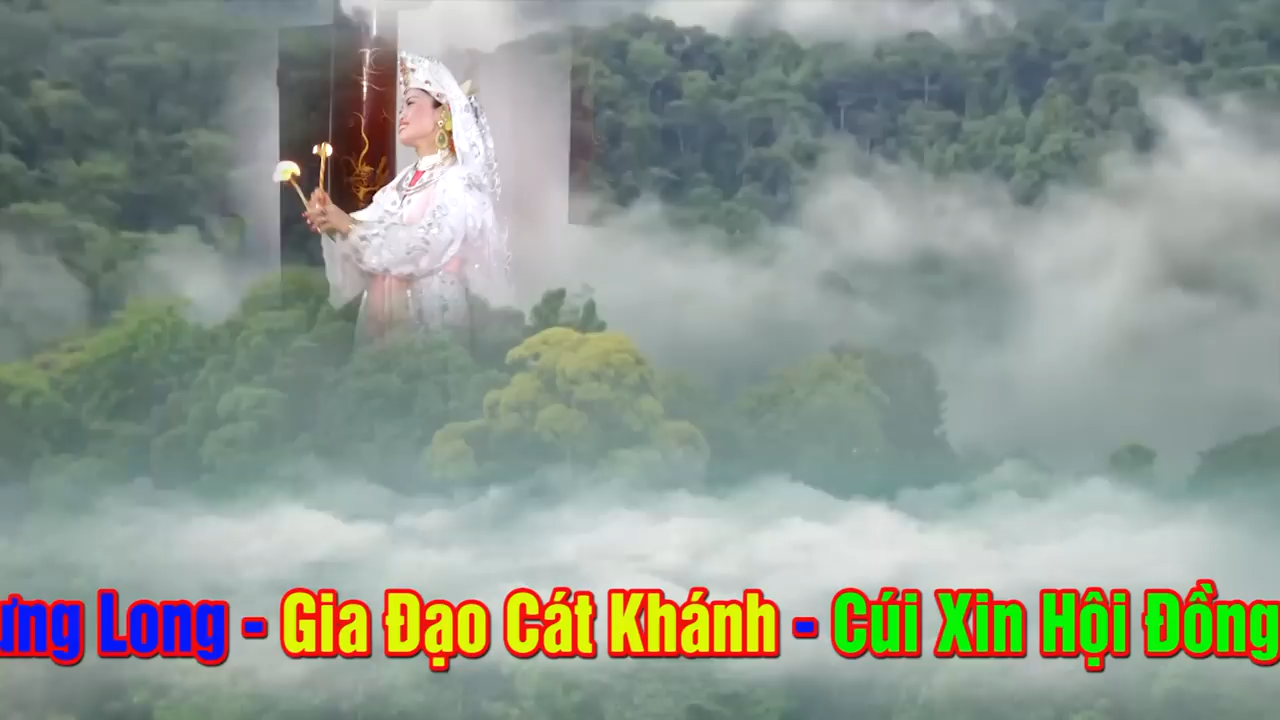 Long - Gia Đạo Cát Khánh - Cúi Xin Hội Đồng